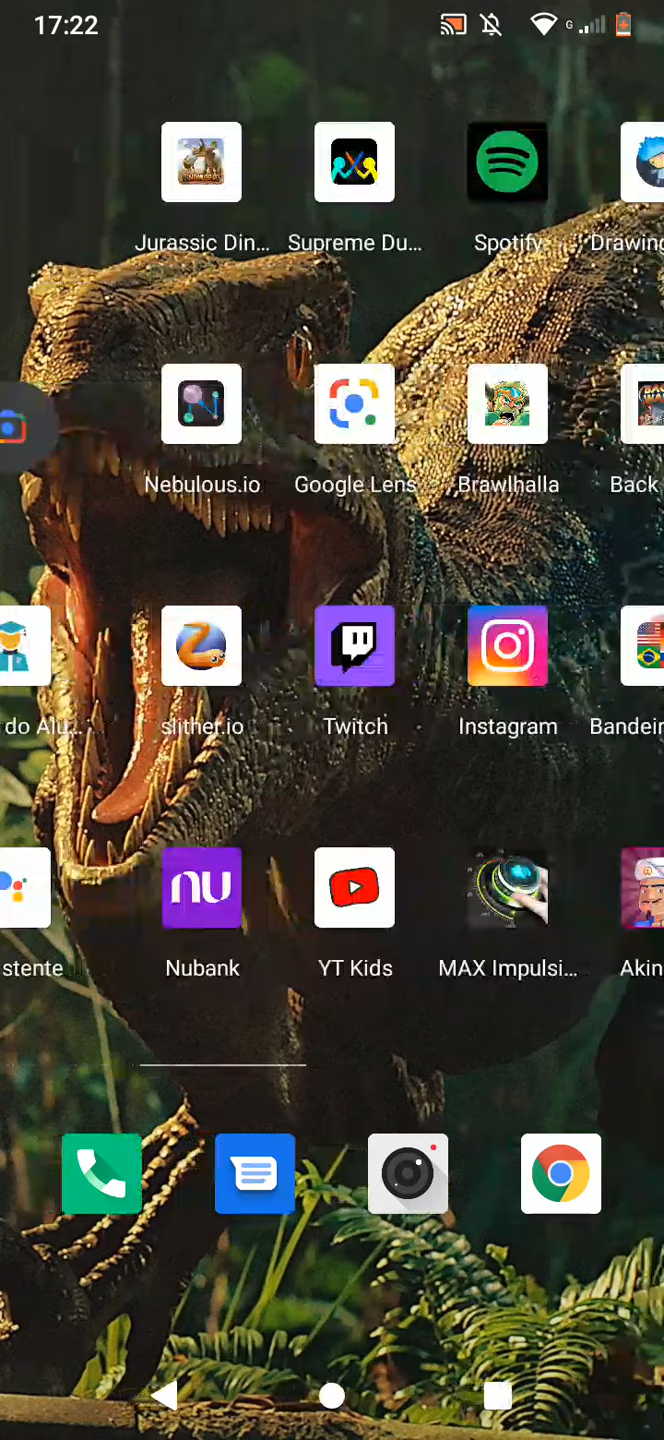 17:22
G
Jurassic Din... Supreme Du... Spotify Drawing
Nebulous.io Google Lens Brawlhalla Back
do Alu... slither.io Twitch Instagram Bandeir
nu
stente Nubank YT Kids MAX Impulsi... Akin